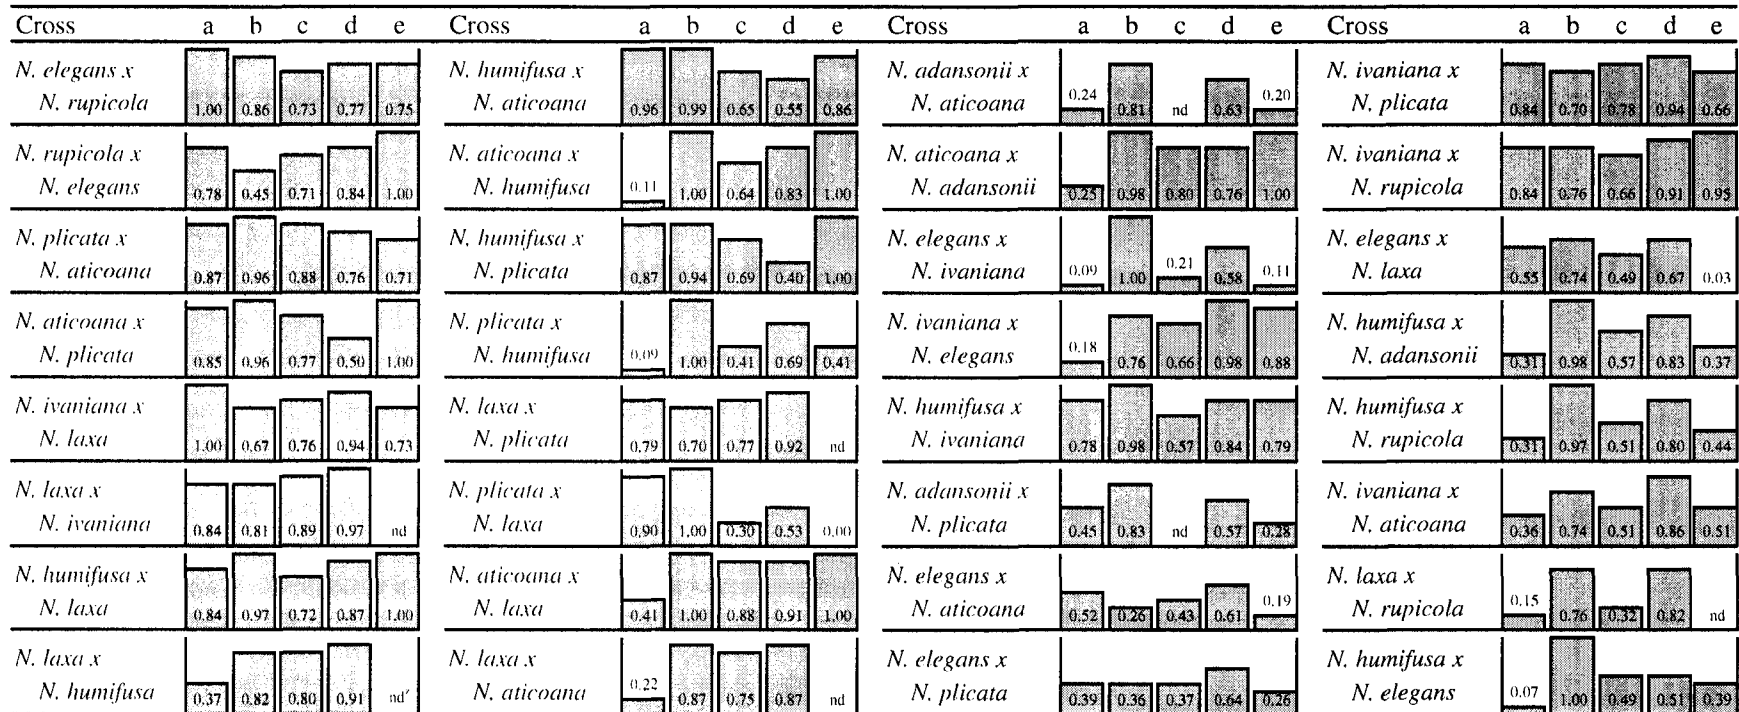 Cross a b c d e Cross a b c d e Cross a b c d e Cross a b c d e
N. elegans x N. humifusa x N. adansonii x N. ivaniana x
N. rupicola 1.00 0.86 0.73 0.77 0.75 N. aticoana 0.96 0.99 0.65 0.55 0.86 N. aticoana 0.24 0.81 nd 0.63 0.20 N. plicata 0.84 0.70 0.78 0.94 0.66
N. rupicola x N. aticoana x N. aticoana x N. ivaniana x
N. elegans 0.78 0.45 0.71 0.84 1.00 N. humifusa 0.11 1.00 0.64 0.83 1.00 N. adansonii 0.25 0.98 0.80 0.76 1.00 N. rupicola 0.84 0.76 0.66 0.91 0.95
N. plicata x N. humifusa x N. elegans x N. elegans x
N. aticoana 0.87 0.96 0.88 0.76 0.71 N. plicata 0.87 0.94 0.69 0.40 1.00 N. ivaniana 0.09 1.00 0.21 0.58 0.11 N. laxa 0.55 0.74 0.49 0.67 0.03
N. aticoana x N. plicata x N. ivaniana x N. humifusa x
N. plicata 0.85 0.96 0.77 0.50 1.00 N. humifusa 0.09 1.00 0.41 0.69 0.41 N. elegans 0.18 0.76 0.66 0.98 0.88 N. adansonii 0.31 0.98 0.57 0.83 0.37
N. ivaniana x N. laxa x N. humifusa x N. humifusa x
N. laxa 1.00 0.67 0.76 0.94 0.73 N. plicata 0.79 0.70 0.77 0.92 nd N. ivaniana 0.78 0.98 0.57 0.84 0.79 N. rupicola 0.31 0.97 0.51 0.80 0.44
N. laxa x N. plicata x N. adansonii x N. ivaniana x
N. ivaniana 0.84 0.81 0.89 0.97 nd N. laxa 0.90 1.00 0.30 0.53 0.00 N. plicata 0.45 0.83 nd 0.57 0.28 N. aticoana 0.36 0.74 0.51 0.86 0.51
N. humifusa x N. aticoana x N. elegans x N. laxa x
N. laxa 0.84 0.97 0.72 0.87 1.00 N. laxa 0.41 1.00 0.88 0.91 1.00 N. aticoana 0.52 0.26 0.43 0.61 0.19 N. rupicola 0.15 0.76 0.32 0.82 nd
N. laxa x N. laxa x N. elegans x N. humifusa x
N. humifusa 0.37 0.82 0.80 0.91 nd N. aticoana 0.22 0.87 0.75 0.87 nd N. plicata 0.39 0.36 0.37 0.64 0.26 N. elegans 0.07 1.00 0.49 0.51 0.39